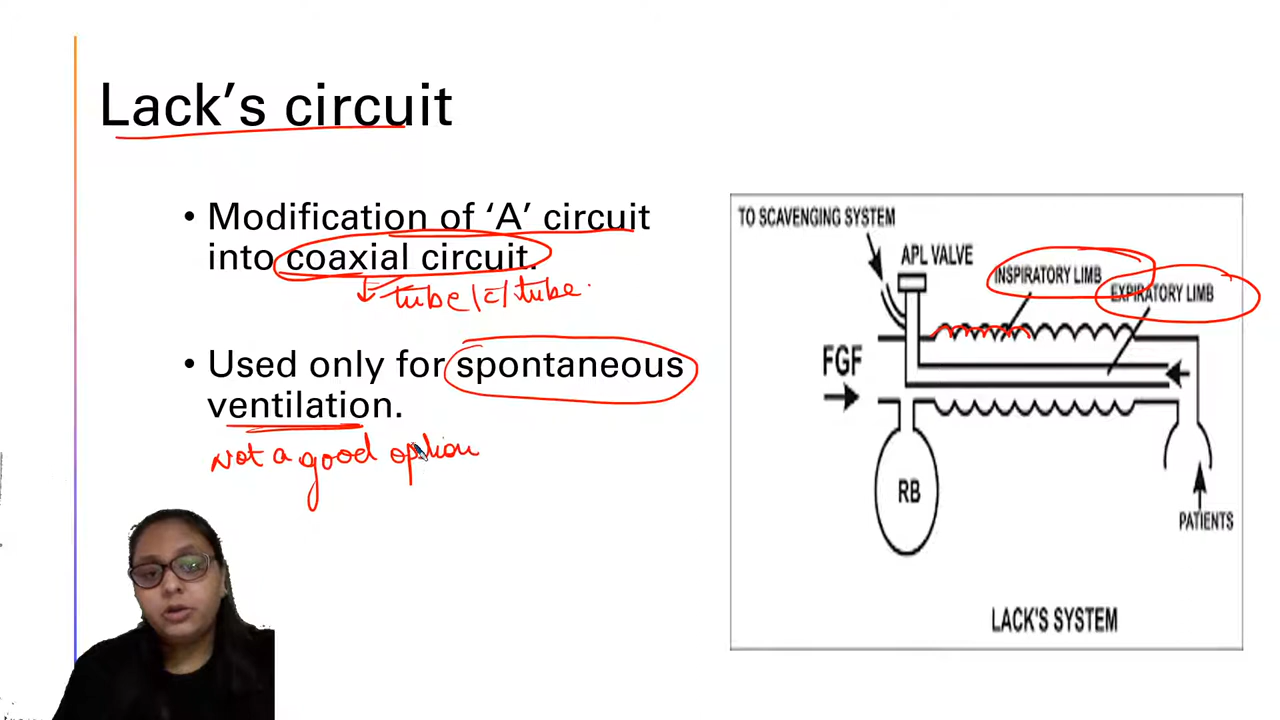 Lack's circuit
• Modification of 'A' circuit
into coaxial circuit.
tube/c/tube.
• Used only for spontaneous
ventilation.
Not a good option
TO SCAVENGING SYSTEM
APL VALVE
INSPIRATORY LIMB
EXPIRATORY LIMB
FGF
RB
PATIENTS
LACK'S SYSTEM